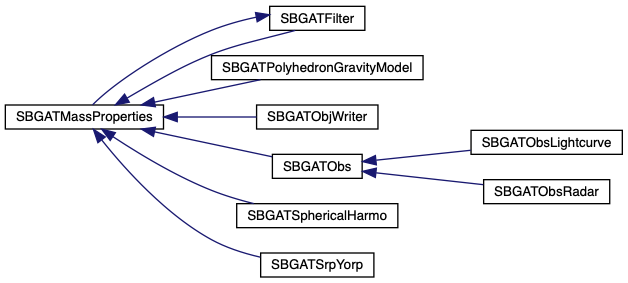 SBGATFilter
SBGATPolyhedronGravityModel
SBGATMassProperties
SBGATObjWriter
SBGATObsLightcurve
SBGATObs
SBGATObsRadar
SBGATSphericalHarmo
SBGATSrpYorp